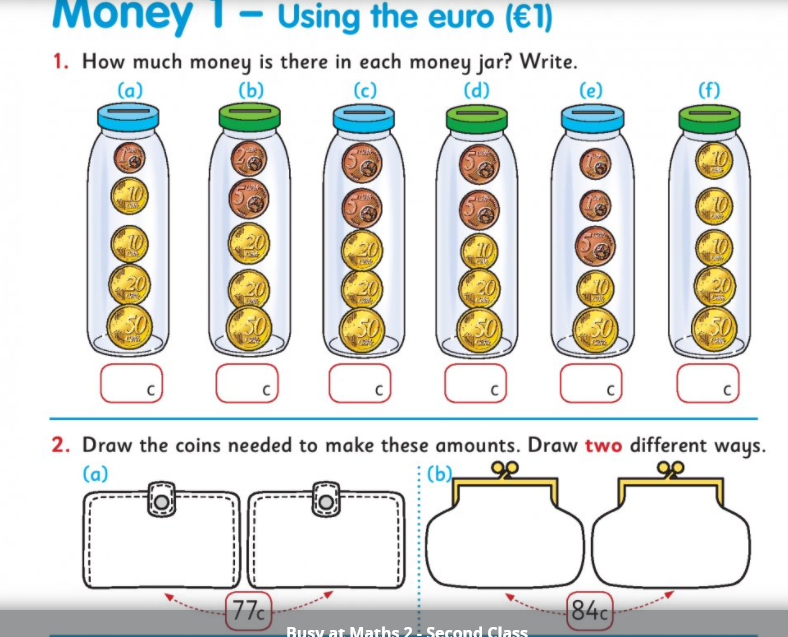 Money 1 – Using the euro (€1)
1. How much money is there in each money jar? Write.
(a) (b) (c) (d) (e) (f)
1 2 5 5 1 10
10 5 5 5 1 10
10 20 20 10 5 10
20 20 20 20 10 20
50 50 50 50 50 50
c c c c c c
2. Draw the coins needed to make these amounts. Draw two different ways.
(a) (b)
77c 84c
Busy at Maths 2 - Second Class